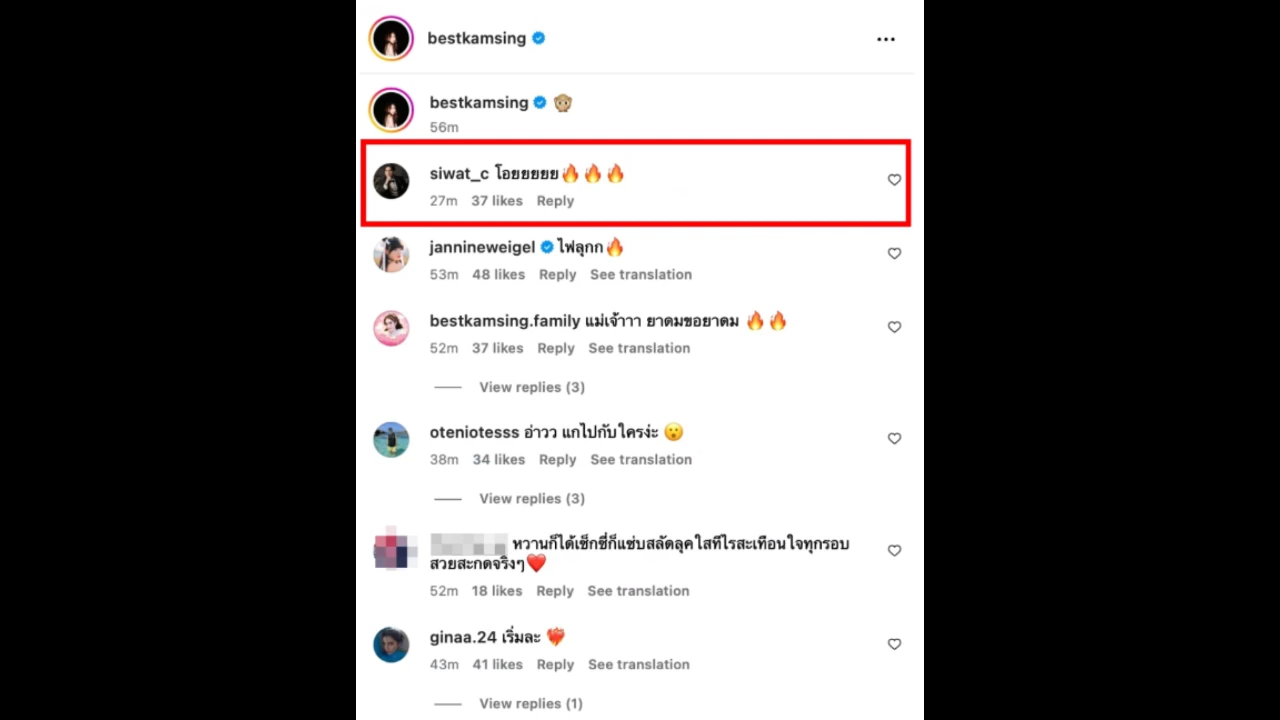 bestkamsing
bestkamsing 🙊
56m
siwat_c โอยยยยย🔥🔥🔥
27m 37 likes Reply
jannineweigel ไฟลุกก🔥
53m 48 likes Reply See translation
bestkamsing.family แม่เจ้าาา ยาดมขอยาดม 🔥🔥
52m 37 likes Reply See translation
View replies (3)
oteniotesss อ่าวว แกไปกับใครง่ะ 😮
38m 34 likes Reply See translation
View replies (3)
หวานก็ได้เซ็กซี่ก็แซ่บสลัดลุคใสทีไรสะเทือนใจทุกรอบ
สวยสะกดจริงๆ❤️
52m 18 likes Reply See translation
ginaa.24 เริ่มละ ❤️‍🔥
43m 41 likes Reply See translation
View replies (1)